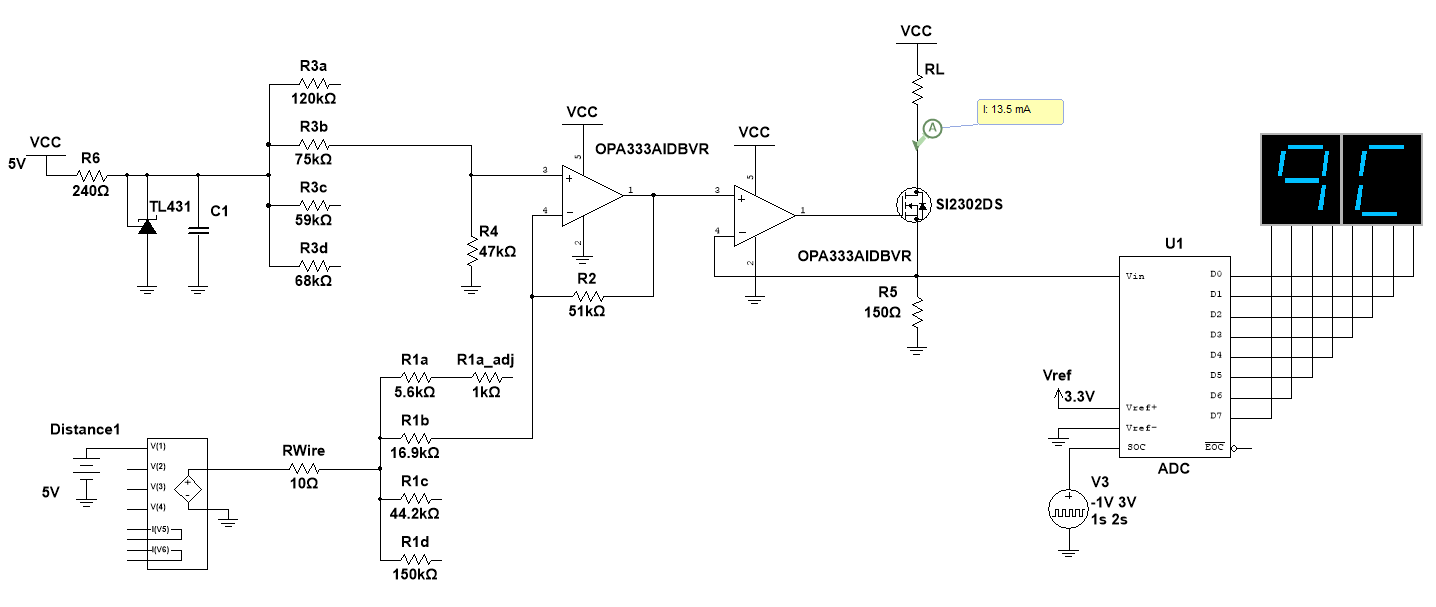 VCC
5V
R6
240Ω
TL431
C1
R3a
120kΩ
R3b
75kΩ
R3c
59kΩ
R3d
68kΩ
R4
47kΩ
VCC
OPA333AIDBVR
3
4
5
2
1
R2
51kΩ
VCC
OPA333AIDBVR
3
4
5
2
1
VCC
RL
A
I: 13.5 mA
SI2302DS
R5
150Ω
R1a
5.6kΩ
R1a_adj
1kΩ
R1b
16.9kΩ
R1c
44.2kΩ
R1d
150kΩ
RWire
10Ω
Distance1
5V
V(1)
V(2)
V(3)
V(4)
I(V5)
I(V6)
U1
Vin
D0
D1
D2
D3
D4
D5
D6
D7
Vref+
Vref-
SOC
EOC
ADC
Vref
3.3V
V3
-1V 3V
1s 2s
9C